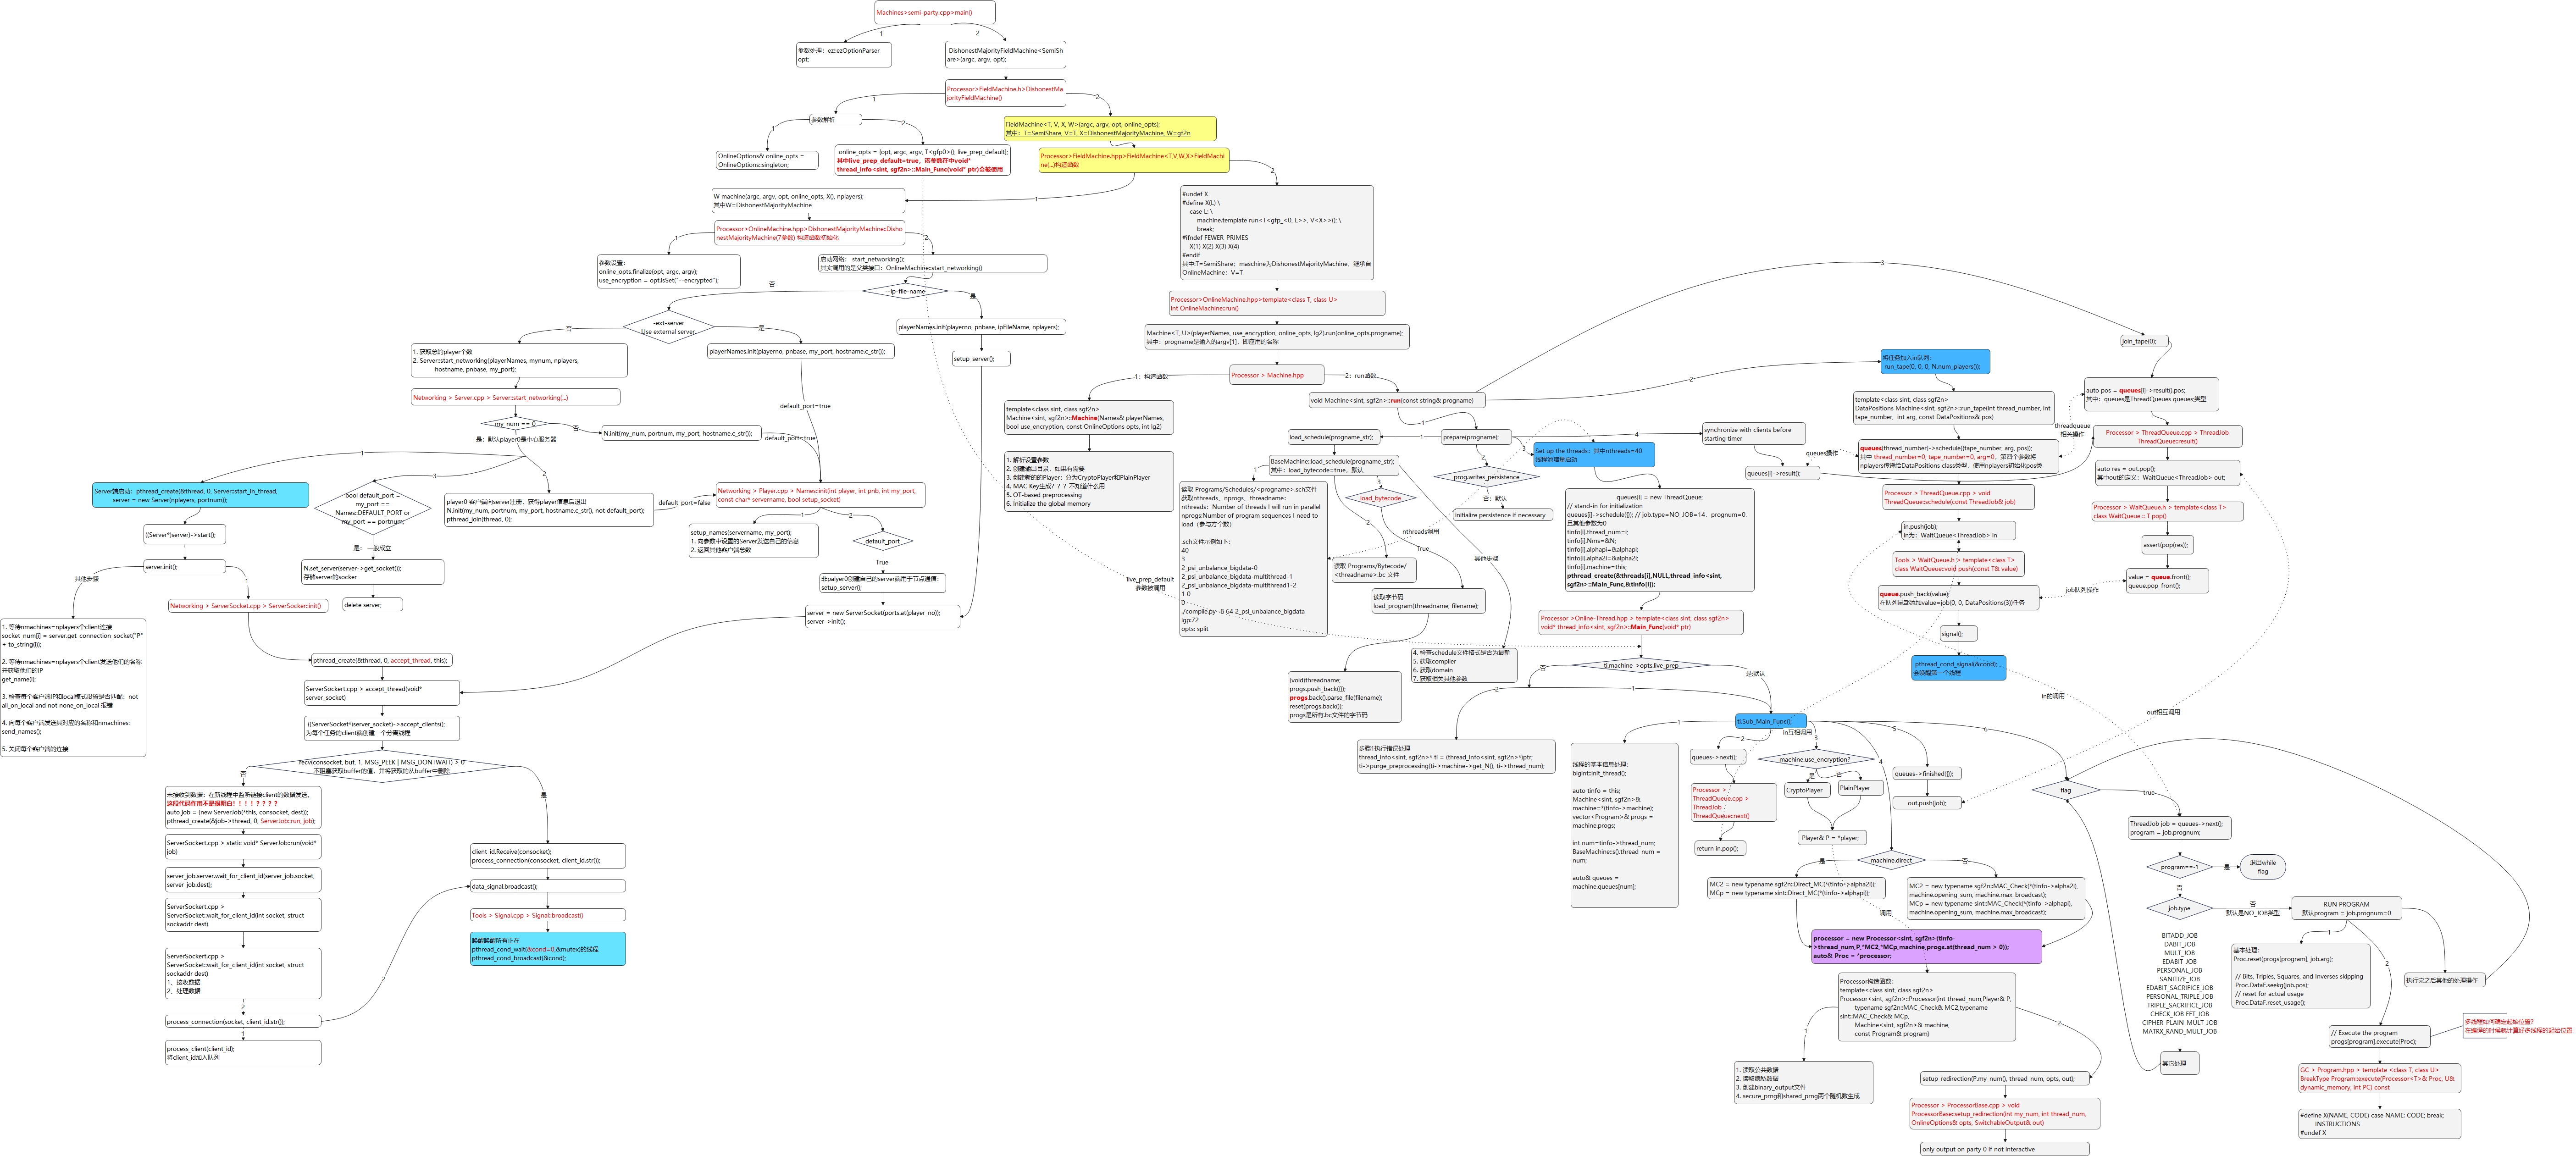 Machines>semi-party.cpp>main()
1
2
参数处理：ez::ezOptionParser
opt;
DishonestMajorityFieldMachine<SemiSh
are>(argc, argv, opt);
Processor>FieldMachine.h>DishonestMa
jorityFieldMachine()
1
2
参数解析
1
2
OnlineOptions& online_opts =
OnlineOptions::singleton;
online_opts = {opt, argc, argv, T<gfp0>(), live_prep_default};
其中live_prep_default=true，该参数在中void*
thread_info<sint, sgf2n>::Main_Func(void* ptr)会被使用
FieldMachine<T, V, X, W>(argc, argv, opt, online_opts);
其中：T=SemiShare, V=T, X=DishonestMajorityMachine, W=gf2n
Processor>FieldMachine.hpp>FieldMachine<T,V,W,X>FieldMachi
ne(...)构造函数
1
2
W machine(argc, argv, opt, online_opts, X(), nplayers);
其中W=DishonestMajorityMachine
Processor>OnlineMachine.hpp>DishonestMajorityMachine::Disho
nestMajorityMachine(7参数) 构造函数初始化
1
2
参数设置：
online_opts.finalize(opt, argc, argv);
use_encryption = opt.isSet("--encrypted");
启动网络： start_networking();
其实调用的是父类接口：OnlineMachine::start_networking()
--ip-file-name
否
是
-ext-server
Use external server.
否
是
playerNames.init(playerno, pnbase, ipFileName, nplayers);
setup_server();
playerNames.init(playerno, pnbase, my_port, hostname.c_str());
default_port=true
1. 获取总的player个数
2. Server::start_networking(playerNames, mynum, nplayers,
hostname, pnbase, my_port);
Networking > Server.cpp > Server::start_networking(...)
my_num == 0
否
N.init(my_num, portnum, my_port, hostname.c_str());
default_port=true
是：默认player0是中心服务器
1
3
2
Server端启动：pthread_create(&thread, 0, Server::start_in_thread,
server = new Server(nplayers, portnum));
bool default_port =
my_port ==
Names::DEFAULT_PORT or
my_port == portnum;
player0 客户端向server注册，获得player信息后退出
N.init(my_num, portnum, my_port, hostname.c_str(), not default_port);
pthread_join(thread, 0);
default_port=false
Networking > Player.cpp > Names::init(int player, int pnb, int my_port,
const char* servername, bool setup_socket)
1
2
setup_names(servername, my_port);
1. 向参数中设置的Server发送自己的信息
2. 返回其他客户端总数
default_port
True
非palyer0创建自己的server端用于节点通信：
setup_server();
server = new ServerSocket(ports.at(player_no));
server->init();
((Server*)server)->start();
server.init();
其他步骤
1
是： 一般成立
N.set_server(server->get_socket());
存储server的socker
delete server;
Networking > ServerSocket.cpp > ServerSocker::init()
1. 等待nmachines=nplayers个client连接
socket_num[i] = server.get_connection_socket("P"
+ to_string(i));
2. 等待nmachines=nplayers个client发送他们的名称
并获取他们的IP
get_name(i);
3. 检查每个客户端IP和local模式设置是否匹配：not
all_on_local and not none_on_local 报错
4. 向每个客户端发送其对应的名称和nmachines：
send_names();
5. 关闭每个客户端的连接
pthread_create(&thread, 0, accept_thread, this);
ServerSockert.cpp > accept_thread(void*
server_socket)
((ServerSocket*)server_socket)->accept_clients();
为每个任务的client端创建一个分离线程
recv(consocket, buf, 1, MSG_PEEK | MSG_DONTWAIT) > 0
不阻塞获取buffer的值，并将获取的从buffer中删除
否
是
未接收到数据：在新线程中监听链接client的数据发送。
这段代码作用不是很明白！！！！？？？？
auto job = (new ServerJob(*this, consocket, dest));
pthread_create(&job->thread, 0, ServerJob::run, job);
ServerSockert.cpp > static void* ServerJob::run(void*
job)
server_job.server.wait_for_client_id(server_job.socket,
server_job.dest);
ServerSockert.cpp >
ServerSocket::wait_for_client_id(int socket, struct
sockaddr dest)
ServerSockert.cpp >
ServerSocket::wait_for_client_id(int socket, struct
sockaddr dest)
1、接收数据
2、处理数据
2
process_connection(socket, client_id.str());
1
process_client(client_id);
将client_id加入队列
2
client_id.Receive(consocket);
process_connection(consocket, client_id.str());
data_signal.broadcast();
Tools > Signal.cpp > Signal::broadcast()
唤醒唤醒所有正在
pthread_cond_wait(&cond=0,&mutex)的线程
pthread_cond_broadcast(&cond);
live_prep_default
参数被调用
#undef X
#define X(L) \
case L: \
machine.template run<T<gfp_<0, L>>, V<X>>(); \
break;
#ifndef FEWER_PRIMES
X(1) X(2) X(3) X(4)
#endif
其中:T=SemiShare；maschine为DishonestMajorityMachine，继承自
OnlineMachine；V=T
Processor>OnlineMachine.hpp>template<class T, class U>
int OnlineMachine::run()
Machine<T, U>(playerNames, use_encryption, online_opts, lg2).run(online_opts.progname);
其中：progname是输入的argv[1]，即应用的名称
Processor > Machine.hpp
1：构造函数
2：run函数
template<class sint, class sgf2n>
Machine<sint, sgf2n>::Machine(Names& playerNames,
bool use_encryption, const OnlineOptions opts, int lg2)
1. 解析设置参数
2. 创建输出目录，如果有需要
3. 创建新的的Player：分为CryptoPlayer和PlainPlayer
4. MAC Key生成？？？不知道什么用
5. OT-based preprocessing
6. Initialize the global memory
void Machine<sint, sgf2n>::run(const string& progname)
1
2
3
prepare(progname);
1
2
3
4
load_schedule(progname_str);
BaseMachine::load_schedule(progname_str);
其中：load_bytecode=true，默认
1
2
3
其他步骤
读取 Programs/Schedules/<progname>.sch文件
获取nthreads、nprogs、threadname：
nthreads：Number of threads I will run in parallel
nprogs:Number of program sequences I need to
load（参与方个数）
.sch文件示例如下：
40
3
2_psi_unbalance_bigdata-0
2_psi_unbalance_bigdata-multithread-1
2_psi_unbalance_bigdata-multithread1-2
1 0
0
./compile.py -B 64 2_psi_unbalance_bigdata
lgp:72
opts: split
load_bytecode
True
读取 Programs/Bytecode/
<threadname>.bc 文件
读取字节码
load_program(threadname, filename);
(void)threadname;
progs.push_back({});
progs.back().parse_file(filename);
reset(progs.back());
progs是所有.bc文件的字节码
4. 检查schedule文件格式是否为最新
5. 获取compiler
6. 获取domain
7. 获取相关其他参数
nthreads调用
prog.writes_persistence
否：默认
initialize persistence if necessary
Set up the threads：其中nthreads=40
线程池增量启动
queues[i] = new ThreadQueue;
// stand-in for initialization
queues[i]->schedule({}); // job.type=NO_JOB=14、prognum=0，
且其他参数为0
tinfo[i].thread_num=i;
tinfo[i].Nms=&N;
tinfo[i].alphapi=&alphapi;
tinfo[i].alpha2i=&alpha2i;
tinfo[i].machine=this;
pthread_create(&threads[i],NULL,thread_info<sint,
sgf2n>::Main_Func,&tinfo[i]);
Processor >Online-Thread.hpp > template<class sint, class sgf2n>
void* thread_info<sint, sgf2n>::Main_Func(void* ptr)
synchronize with clients before
starting timer
queues[i]->result();
ti.machine->opts.live_prep
否
是:默认
2
1
步骤1执行错误处理
thread_info<sint, sgf2n>* ti = (thread_info<sint, sgf2n>*)ptr;
ti->purge_preprocessing(ti->machine->get_N(), ti->thread_num);
ti.Sub_Main_Func();
1
2
3
4
5
6
in互相调用
线程的基本信息处理：
bigint::init_thread();
auto tinfo = this;
Machine<sint, sgf2n>&
machine=*(tinfo->machine);
vector<Program>& progs =
machine.progs;
int num=tinfo->thread_num;
BaseMachine::s().thread_num =
num;
auto& queues =
machine.queues[num];
queues->next();
Processor >
ThreadQueue.cpp >
ThreadJob
ThreadQueue::next()
return in.pop();
machine.use_encryption?
是
否
CryptoPlayer
PlainPlayer
Player& P = *player;
调用
machine.direct
是
否
MC2 = new typename sgf2n::Direct_MC(*(tinfo->alpha2i));
MCp = new typename sint::Direct_MC(*(tinfo->alphapi));
MC2 = new typename sgf2n::MAC_Check(*(tinfo->alpha2i),
machine.opening_sum, machine.max_broadcast);
MCp = new typename sint::MAC_Check(*(tinfo->alphapi),
machine.opening_sum, machine.max_broadcast);
processor = new Processor<sint, sgf2n>(tinfo-
>thread_num,P,*MC2,*MCp,machine,progs.at(thread_num > 0));
auto& Proc = *processor;
Processor构造函数：
template<class sint, class sgf2n>
Processor<sint, sgf2n>::Processor(int thread_num,Player& P,
typename sgf2n::MAC_Check& MC2,typename
sint::MAC_Check& MCp,
Machine<sint, sgf2n>& machine,
const Program& program)
1
2
1. 读取公共数据
2. 读取隐私数据
3. 创建binary_output文件
4. secure_prng和shared_prng两个随机数生成
setup_redirection(P.my_num(), thread_num, opts, out);
Processor > ProcessorBase.cpp > void
ProcessorBase::setup_redirection(int my_num, int thread_num,
OnlineOptions& opts, SwitchableOutput& out)
only output on party 0 if not interactive
queues->finished({});
out.push(job);
将任务加入in队列：
run_tape(0, 0, 0, N.num_players());
template<class sint, class sgf2n>
DataPositions Machine<sint, sgf2n>::run_tape(int thread_number, int
tape_number, int arg, const DataPositions& pos)
queues[thread_number]->schedule({tape_number, arg, pos});
其中 thread_number=0, tape_number=0, arg=0，第四个参数将
nplayers传递给DataPositions class类型，使用nplayers初始化pos类
queues操作
threadqueue
相关操作
Processor > ThreadQueue.cpp > void
ThreadQueue::schedule(const ThreadJob& job)
in.push(job);
in为：WaitQueue<ThreadJob> in
Tools > WaitQueue.h > template<class T>
class WaitQueue::void push(const T& value)
queue.push_back(value);
在队列尾部添加value=job(0, 0, DataPositions(3))任务
signal();
pthread_cond_signal(&cond);
会唤醒第一个线程
job队列操作
join_tape(0);
auto pos = queues[i]->result().pos;
其中：queues是ThreadQueues queues;类型
Processor > ThreadQueue.cpp > ThreadJob
ThreadQueue::result()
auto res = out.pop();
其中out的定义：WaitQueue<ThreadJob> out;
Processor > WaitQueue.h > template<class T>
class WaitQueue :: T pop()
assert(pop(res));
value = queue.front();
queue.pop_front();
in的调用
out相互调用
flag
true
ThreadJob job = queues->next();
program = job.prognum;
program==-1
是
退出while
flag
否
job.type
否
默认是NO_JOB类型
BITADD_JOB
DABIT_JOB
MULT_JOB
EDABIT_JOB
PERSONAL_JOB
SANITIZE_JOB
EDABIT_SACRIFICE_JOB
PERSONAL_TRIPLE_JOB
TRIPLE_SACRIFICE_JOB
CHECK_JOB FFT_JOB
CIPHER_PLAIN_MULT_JOB
MATRX_RAND_MULT_JOB
其它处理
RUN PROGRAM
默认program = job.prognum=0
1
2
基本处理：
Proc.reset(progs[program], job.arg);
// Bits, Triples, Squares, and Inverses skipping
Proc.DataF.seekg(job.pos);
// reset for actual usage
Proc.DataF.reset_usage();
执行完之后其他的处理操作
// Execute the program
progs[program].execute(Proc);
多线程如何确定起始位置？
在编译的时候就计算好多线程的起始位置
GC > Program.hpp > template <class T, class U>
BreakType Program::execute(Processor<T>& Proc, U&
dynamic_memory, int PC) const
#define X(NAME, CODE) case NAME: CODE; break;
INSTRUCTIONS
#undef X